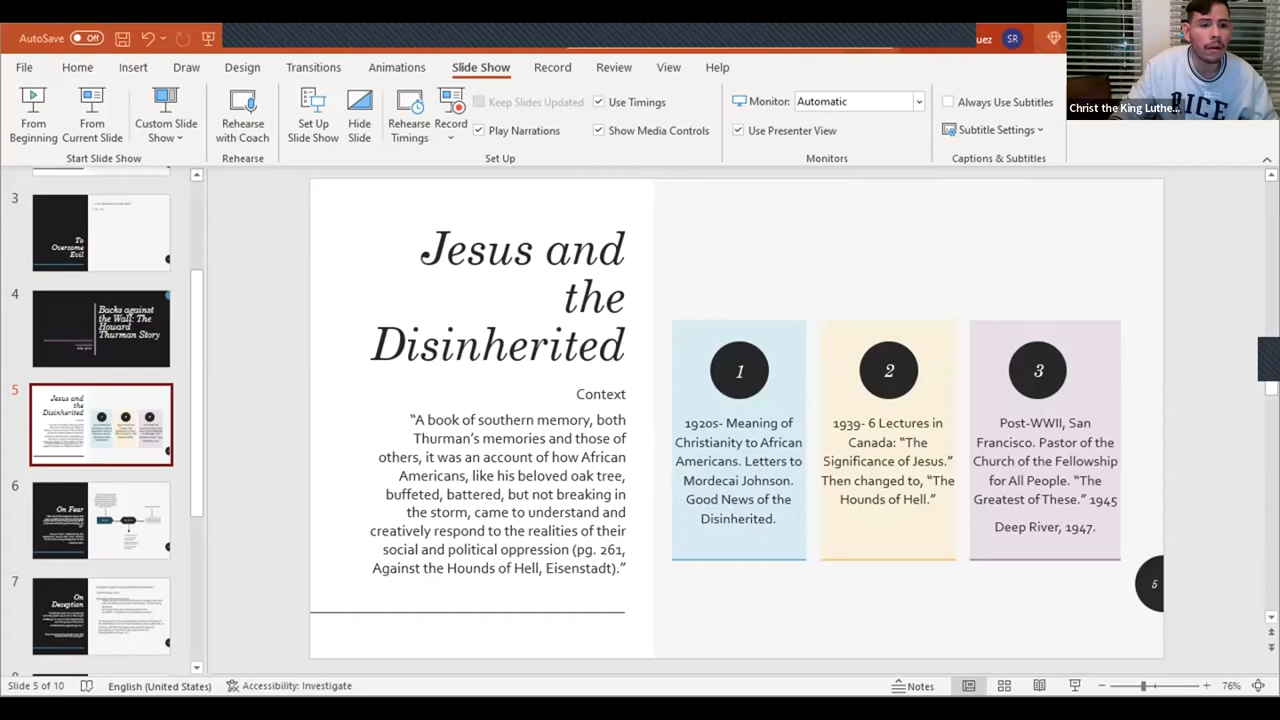 AutoSave Off
uez SR
File Home Insert Draw Design Transitions Animations Slide Show Record Review View Help
From Beginning
From Current Slide
Custom Slide Show
Rehearse with Coach
Set Up Slide Show
Hide Slide
Rehearse Timings
Record
Keep Slides Updated
Use Timings
Play Narrations
Show Media Controls
Monitor: Automatic
Use Presenter View
Always Use Subtitles
Subtitle Settings
Start Slide Show
Rehearse
Set Up
Monitors
Captions & Subtitles
Christ the King Luthe...
RICE
3
To
Overcome
Evil
4
Backs against
the Wall: The
Howard
Thurman Story
5
Jesus and
the
Disinherited
6
On Fear
7
On
Deception
8
Jesus and
the
Disinherited
Context
“A book of southern memory, both
Thurman’s memories and those of
others, it was an account of how African
Americans, like his beloved oak tree,
buffeted, battered, but not breaking in
the storm, came to understand and
creatively respond to the realities of their
social and political oppression (pg. 261,
Against the Hounds of Hell, Eisenstadt).”
1
1920s- Meaning of
Christianity to African
Americans. Letters to
Mordecai Johnson.
Good News of the
Disinherited.
2
1939- 6 Lectures in
Canada: “The
Significance of Jesus.”
Then changed to, “The
Hounds of Hell.”
3
Post-WWII, San
Francisco. Pastor of the
Church of the Fellowship
for All People. “The
Greatest of These.” 1945
Deep River, 1947.
5
Slide 5 of 10 English (United States) Accessibility: Investigate Notes 76%